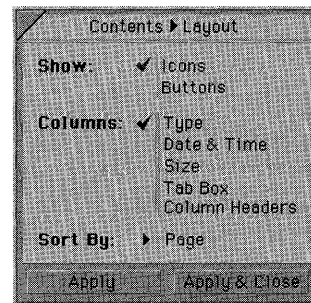 Contents ▶ Layout
Show: ✔ Icons
Buttons
Columns: ✔ Type
Date & Time
Size
Tab Box
Column Headers
Sort By: ▶ Page
Apply Apply & Close